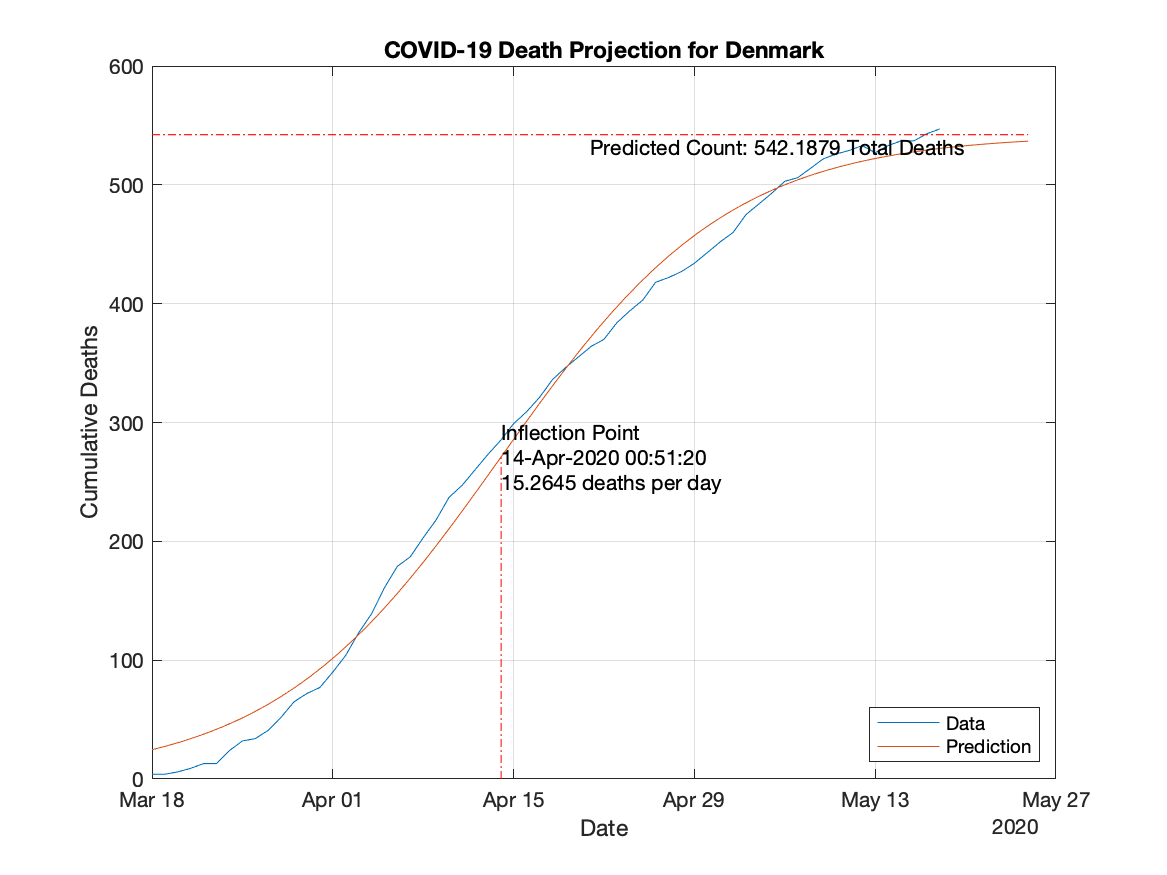 COVID-19 Death Projection for Denmark
600
500
400
300
200
100
0
Cumulative Deaths
Predicted Count: 542.1879 Total Deaths
Inflection Point
14-Apr-2020 00:51:20
15.2645 deaths per day
Data
Prediction
Mar 18 Apr 01 Apr 15 Apr 29 May 13 May 27
Date
2020